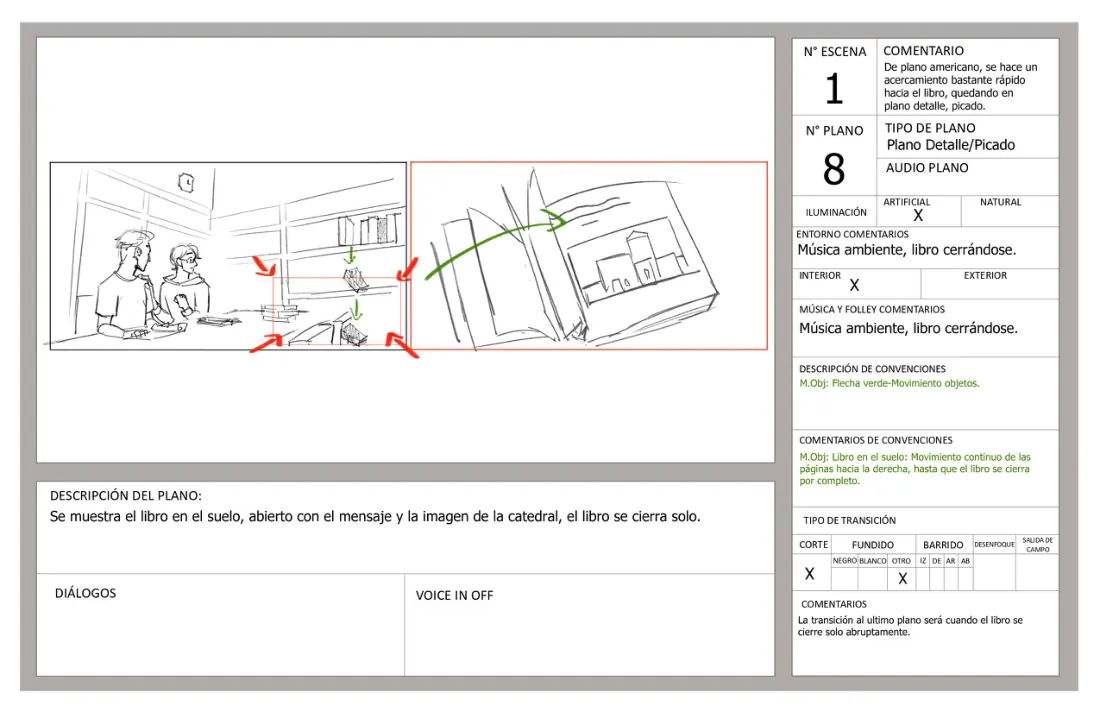 N° ESCENA
1
COMENTARIO
De plano americano, se hace un
acercamiento bastante rápido
hacia el libro, quedando en
plano detalle, picado.
N° PLANO
8
TIPO DE PLANO
Plano Detalle/Picado
AUDIO PLANO
ILUMINACIÓN
ARTIFICIAL
X
NATURAL
ENTORNO COMENTARIOS
Música ambiente, libro cerrándose.
INTERIOR
X
EXTERIOR
MÚSICA Y FOLLEY COMENTARIOS
Música ambiente, libro cerrándose.
DESCRIPCIÓN DE CONVENCIONES
M.Obj: Flecha verde-Movimiento objetos.
COMENTARIOS DE CONVENCIONES
M.Obj: Libro en el suelo: Movimiento continuo de las
páginas hacia la derecha, hasta que el libro se cierra
por completo.
TIPO DE TRANSICIÓN
CORTE
FUNDIDO
BARRIDO
DESENFOQUE
SALIDA DE
CAMPO
NEGRO
BLANCO
OTRO
IZ
DE
AR
AB
X
X
COMENTARIOS
La transición al ultimo plano será cuando el libro se
cierre solo abruptamente.
DESCRIPCIÓN DEL PLANO:
Se muestra el libro en el suelo, abierto con el mensaje y la imagen de la catedral, el libro se cierra solo.
DIÁLOGOS
VOICE IN OFF